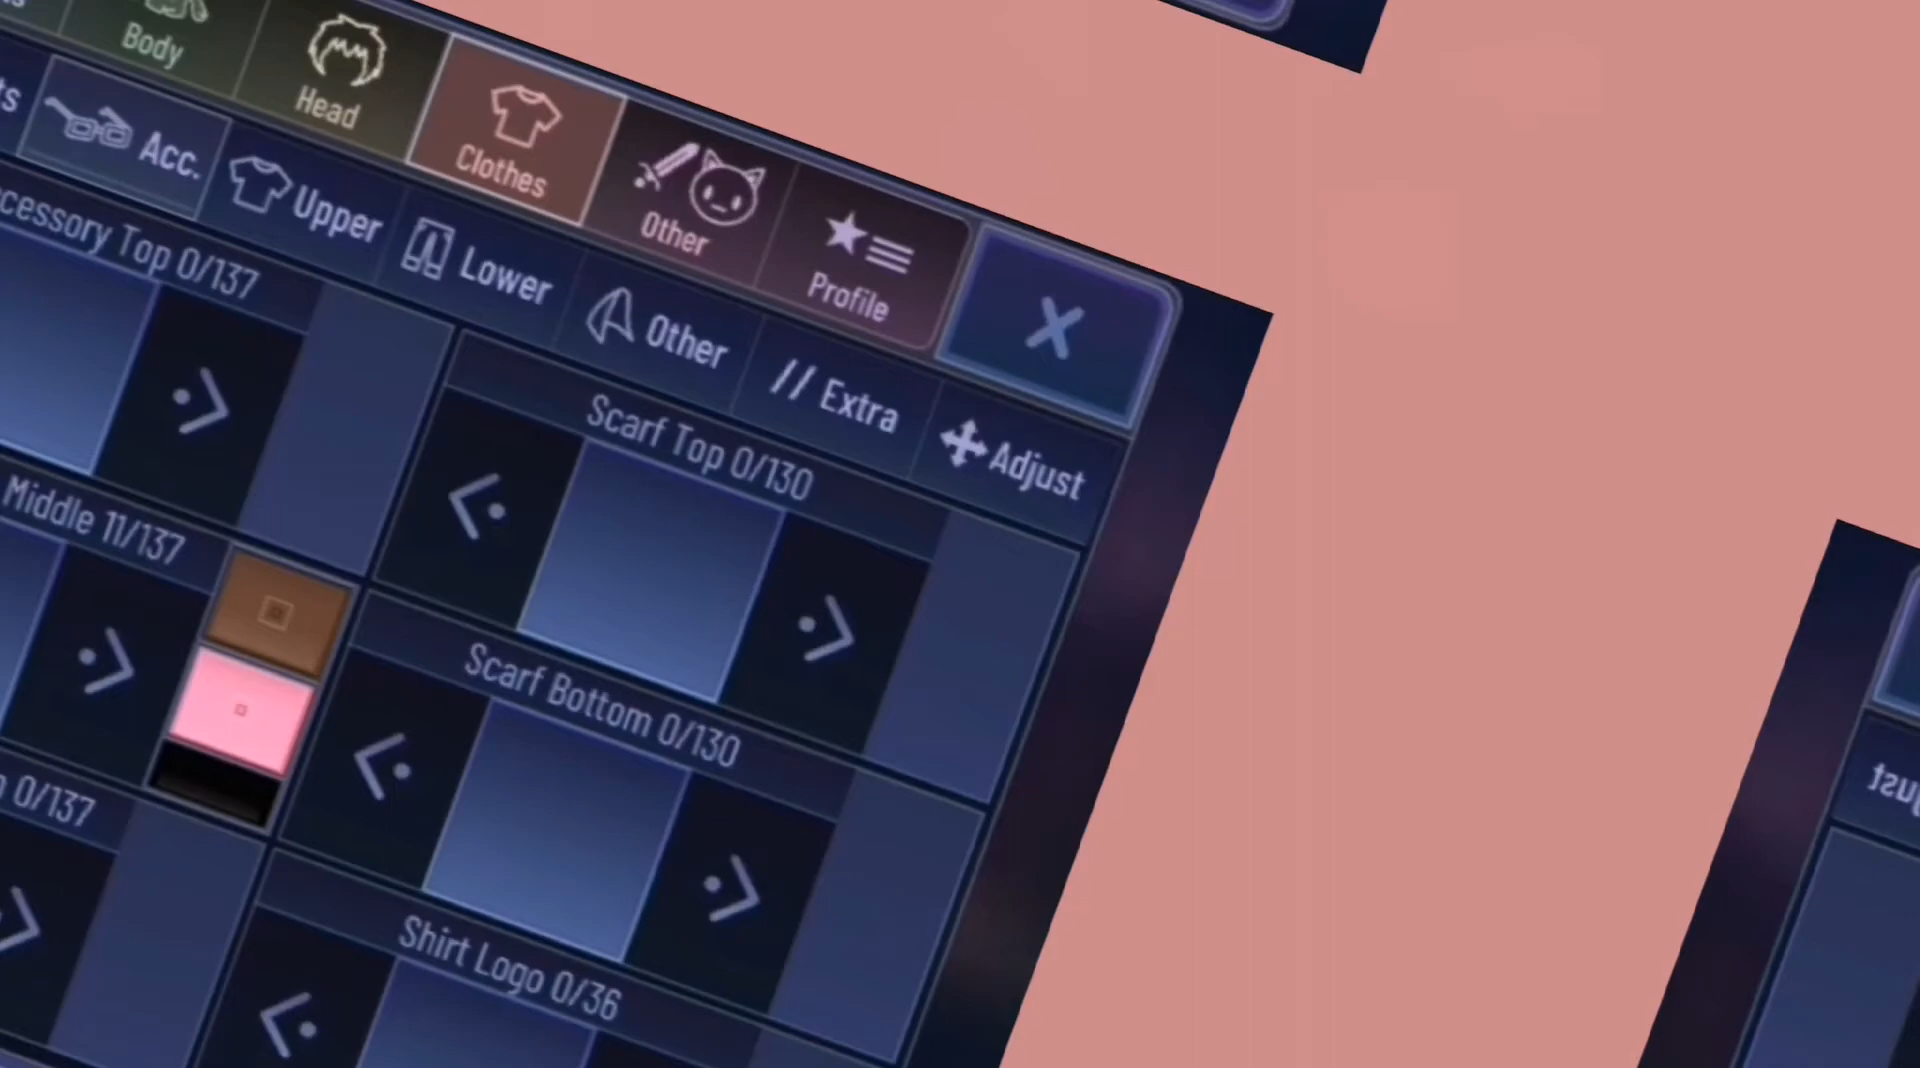 Body
Head
Clothes
Other
Profile
Acc.
Upper
Lower
Other
// Extra
Adjust
Top 0/137
Scarf Top 0/130
Middle 11/137
Scarf Bottom 0/130
0/137
Shirt Logo 0/36